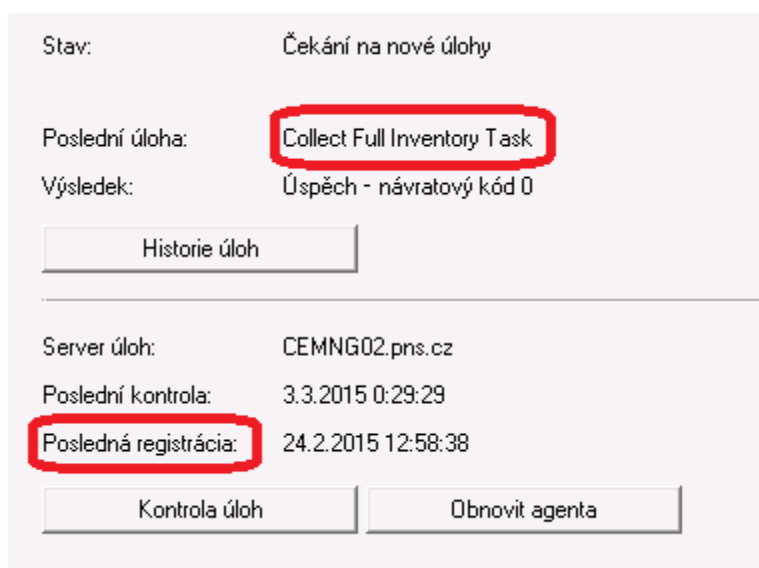 Stav: Čekání na nové úlohy
Poslední úloha: Collect Full Inventory Task
Výsledek: Úspěch - návratový kód 0
Historie úloh
Server úloh: CEMNG02.pns.cz
Poslední kontrola: 3.3.2015 0:29:29
Posledná registrácia: 24.2.2015 12:58:38
Kontrola úloh Obnovit agenta